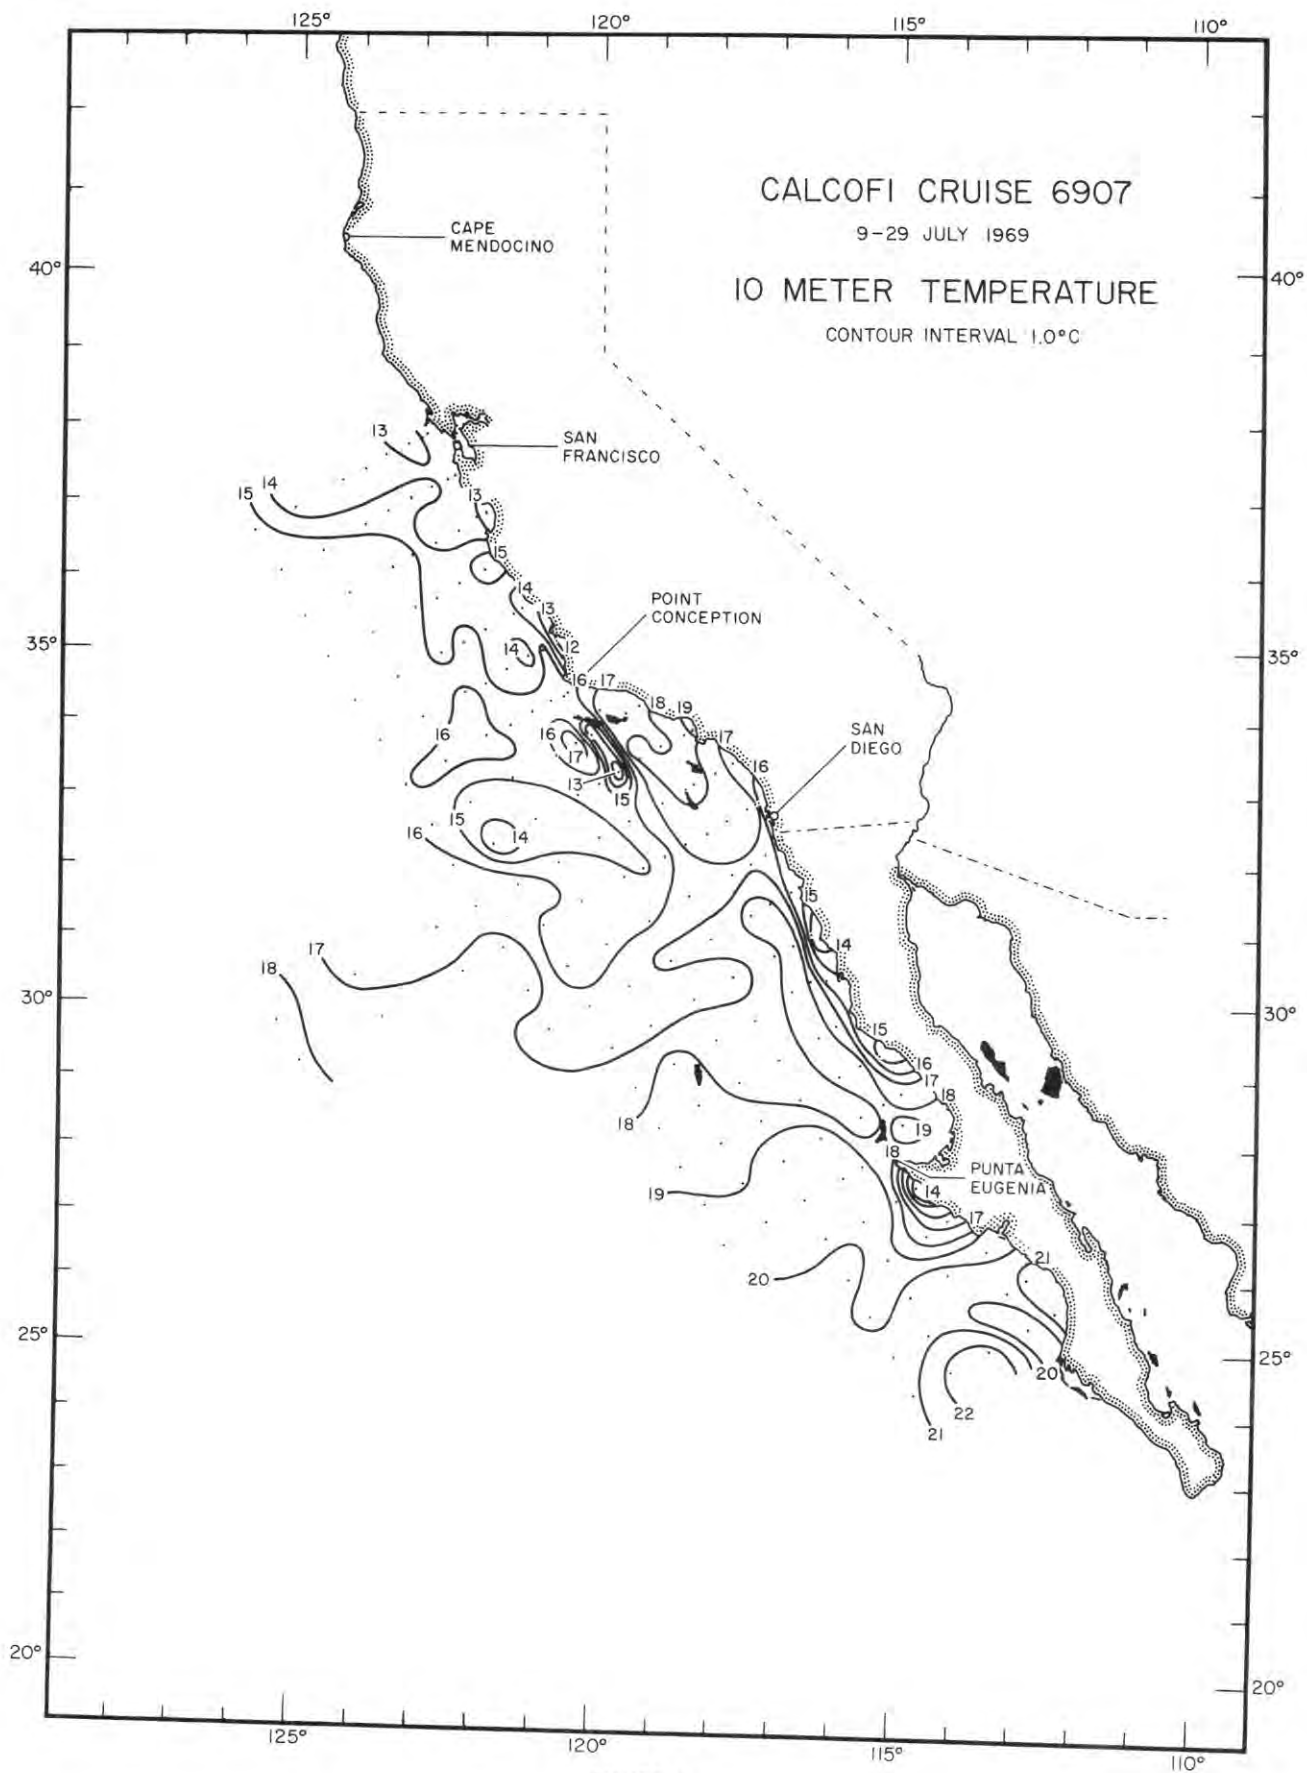 125° 120° 115° 110°
CALCOFI CRUISE 6907
9-29 JULY 1969
10 METER TEMPERATURE
CONTOUR INTERVAL 1.0°C
CAPE
MENDOCINO
40° 40°
13
SAN
FRANCISCO
15 14
13
15
14
13
POINT
CONCEPTION
12
14
35° 35°
16 17
18 19
16
16
17
SAN
DIEGO
17
13
16
15
15
14
16
15
14
17
18
30° 30°
15
16
17
18
18
19
18
PUNTA
EUGENIA
14
19
17
20
21
25° 25°
20
22
21
20° 20°
125° 120° 115° 110°